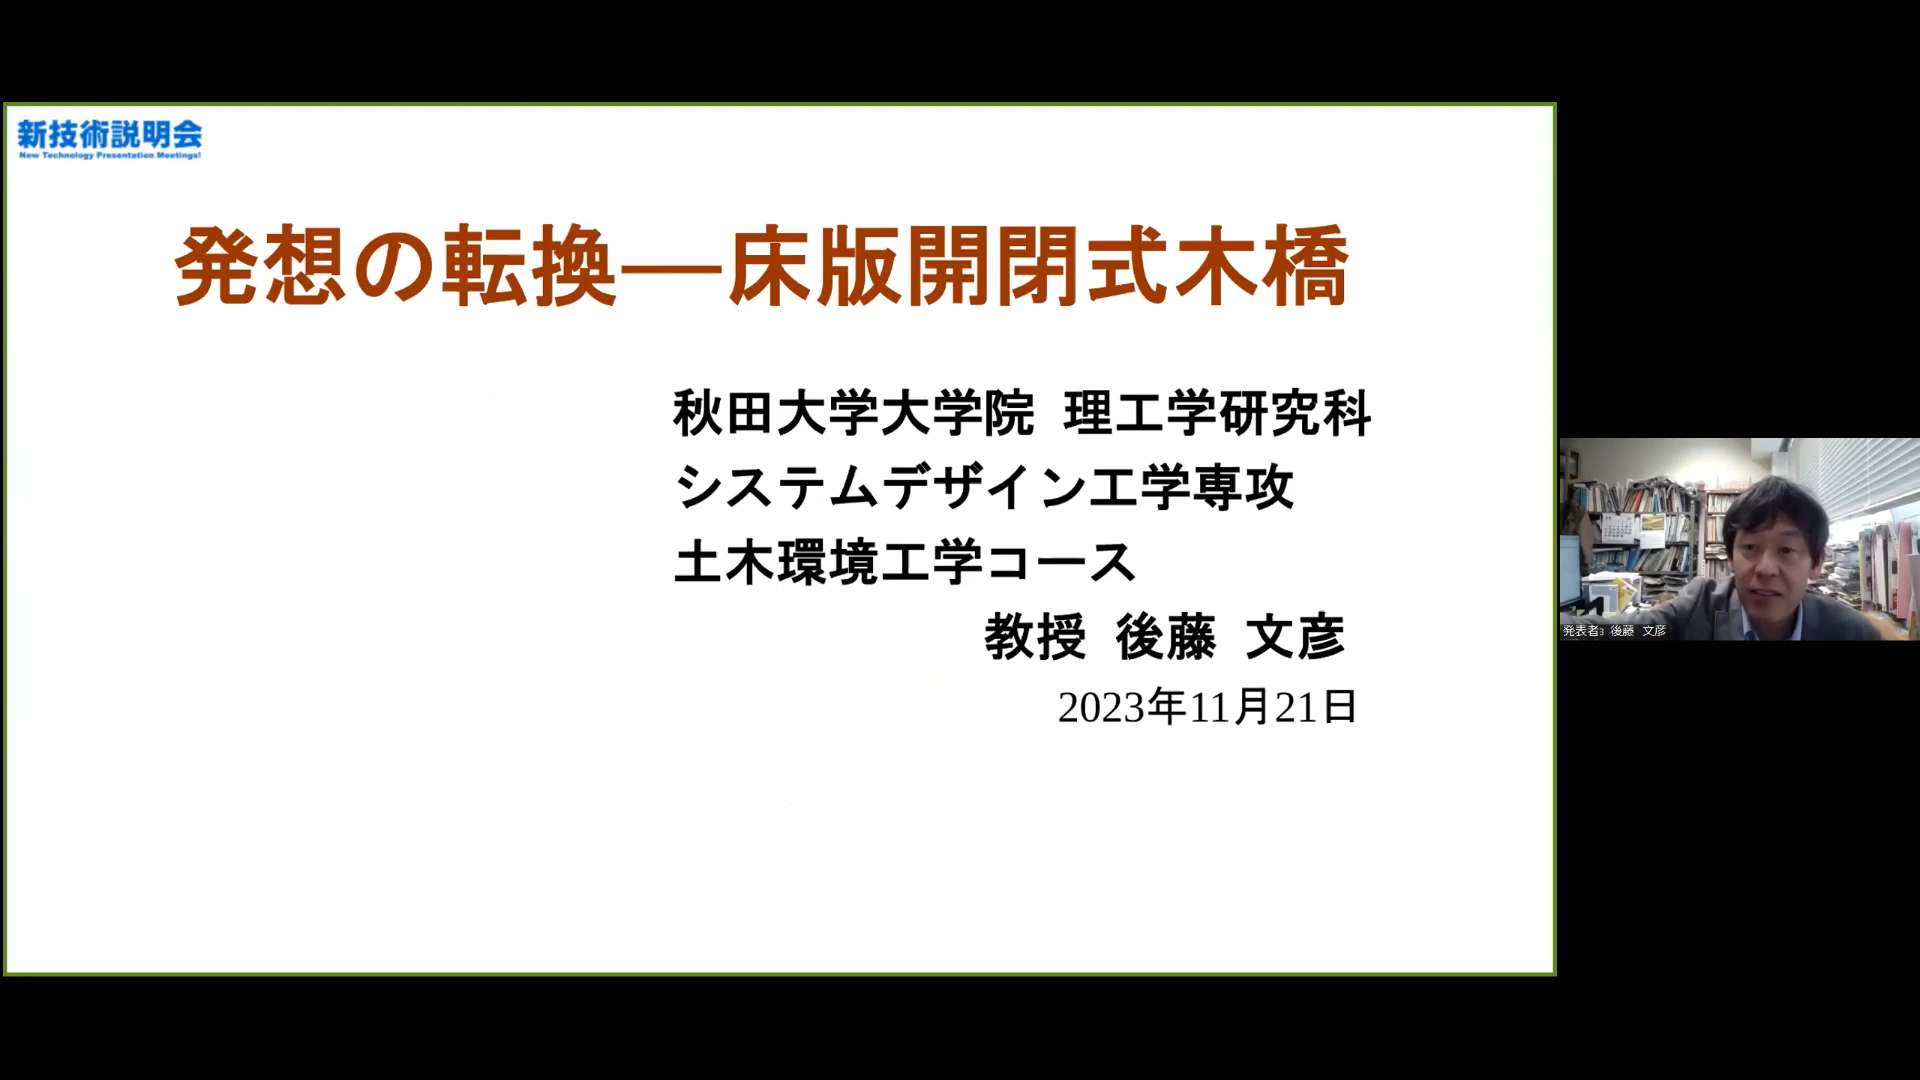 新技術説明会
New Technology Presentation Meetings!
発想の転換―床版開閉式木橋
秋田大学大学院 理工学研究科
システムデザイン工学専攻
土木環境工学コース
教授 後藤 文彦
2023年11月21日
発表者3 後藤 文彦